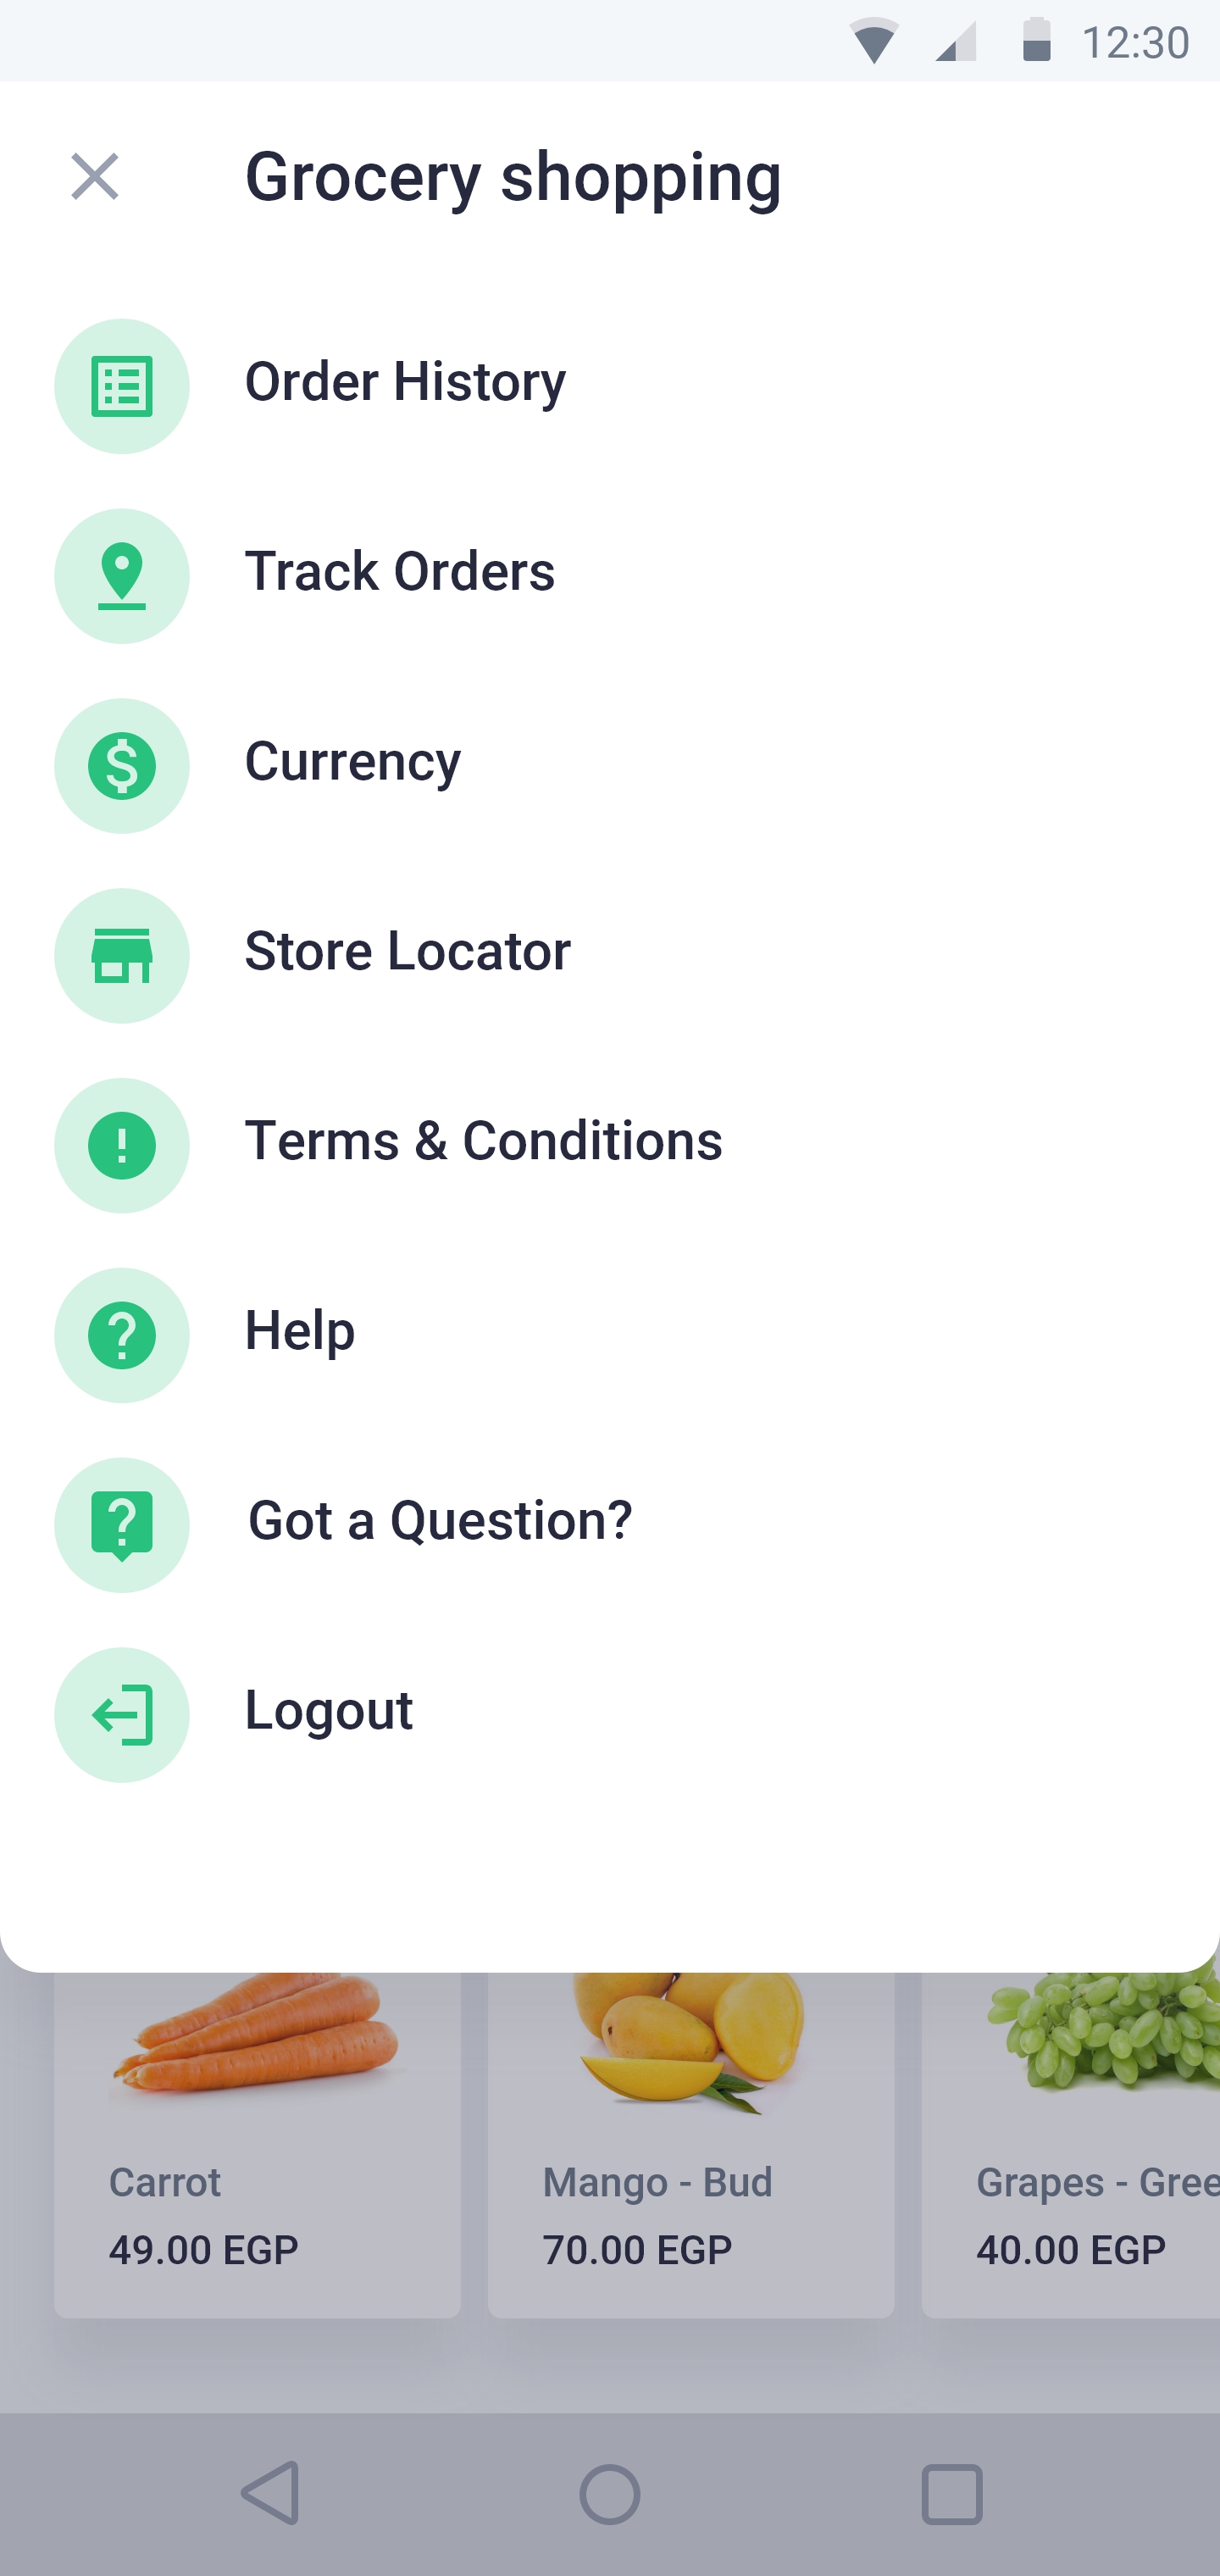 12:30
Grocery shopping
Order History
Track Orders
Currency
Store Locator
Terms & Conditions
Help
Got a Question?
Logout
Carrot
49.00 EGP
Mango - Bud
70.00 EGP
Grapes - Gree
40.00 EGP